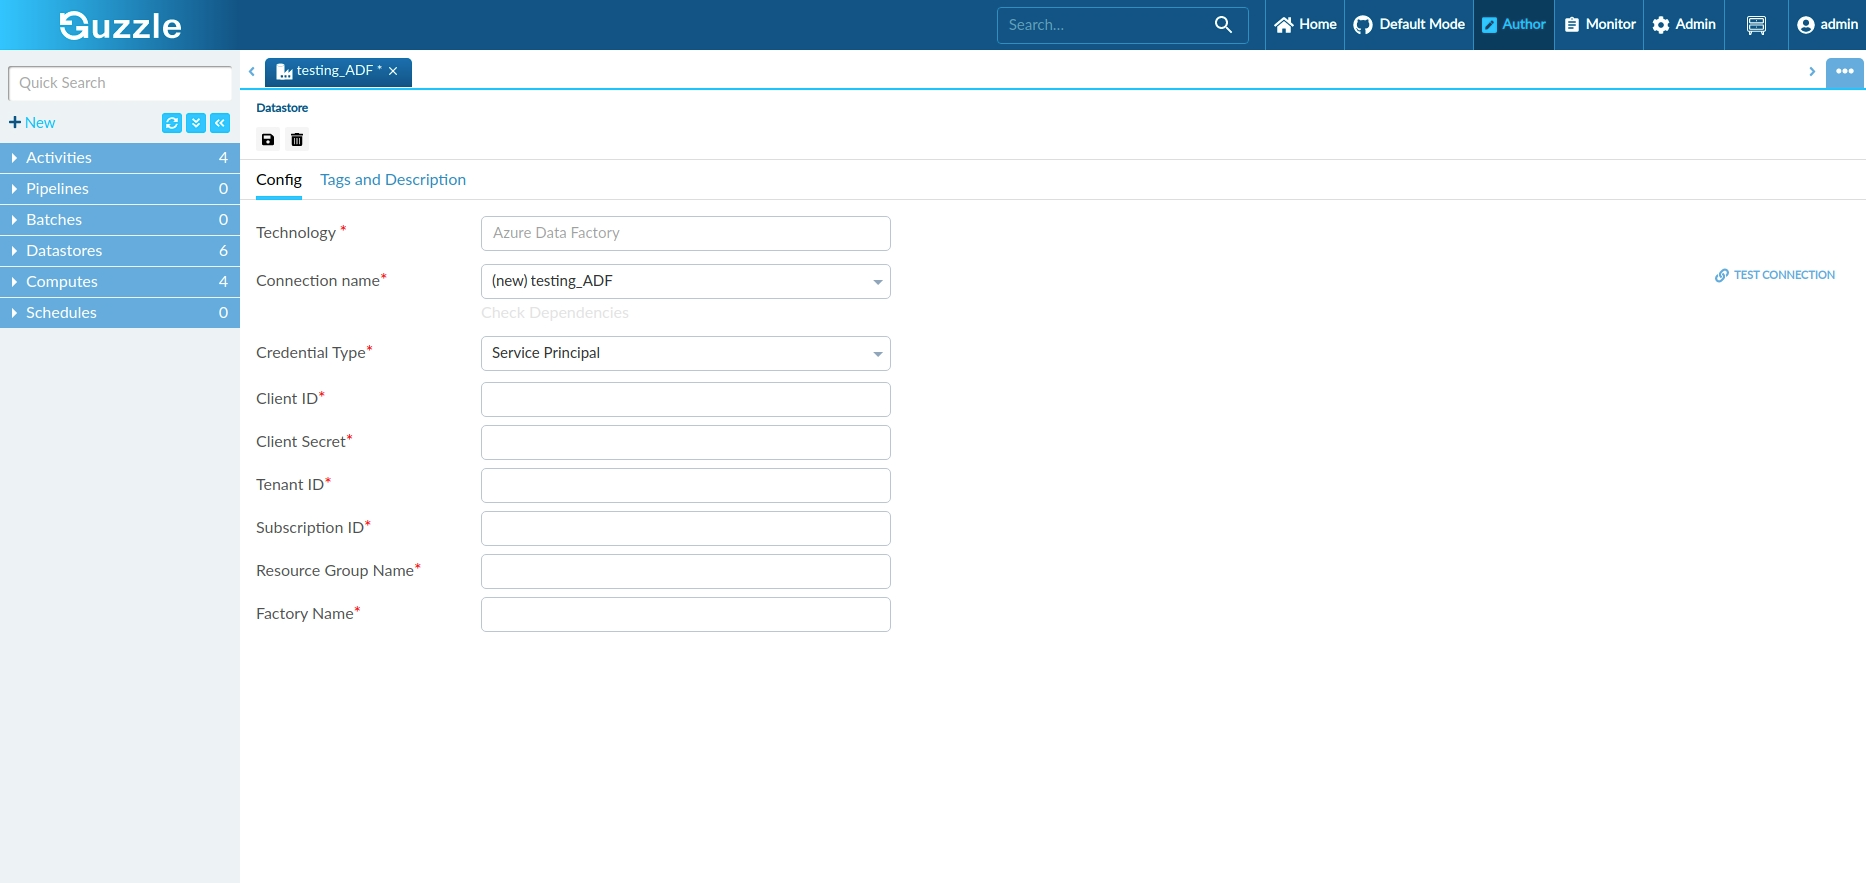 Guzzle
Search...
Home
Default Mode
Author
Monitor
Admin
admin
Quick Search
New
Activities 4
Pipelines 0
Batches 0
Datastores 6
Computes 4
Schedules 0
testing_ADF *
Datastore
Config Tags and Description
Technology * Azure Data Factory
Connection name* (new) testing_ADF
TEST CONNECTION
Check Dependencies
Credential Type* Service Principal
Client ID*
Client Secret*
Tenant ID*
Subscription ID*
Resource Group Name*
Factory Name*